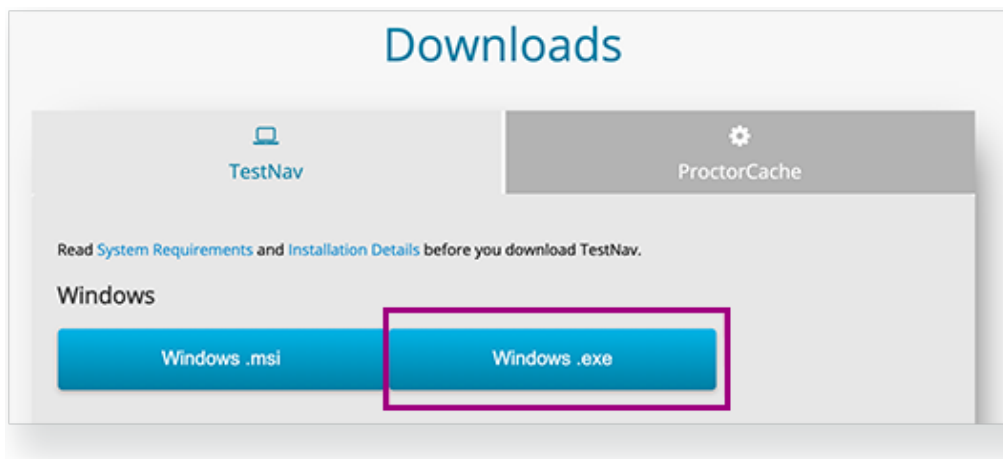 Downloads
TestNav
ProctorCache
Read System Requirements and Installation Details before you download TestNav.
Windows
Windows .msi
Windows .exe